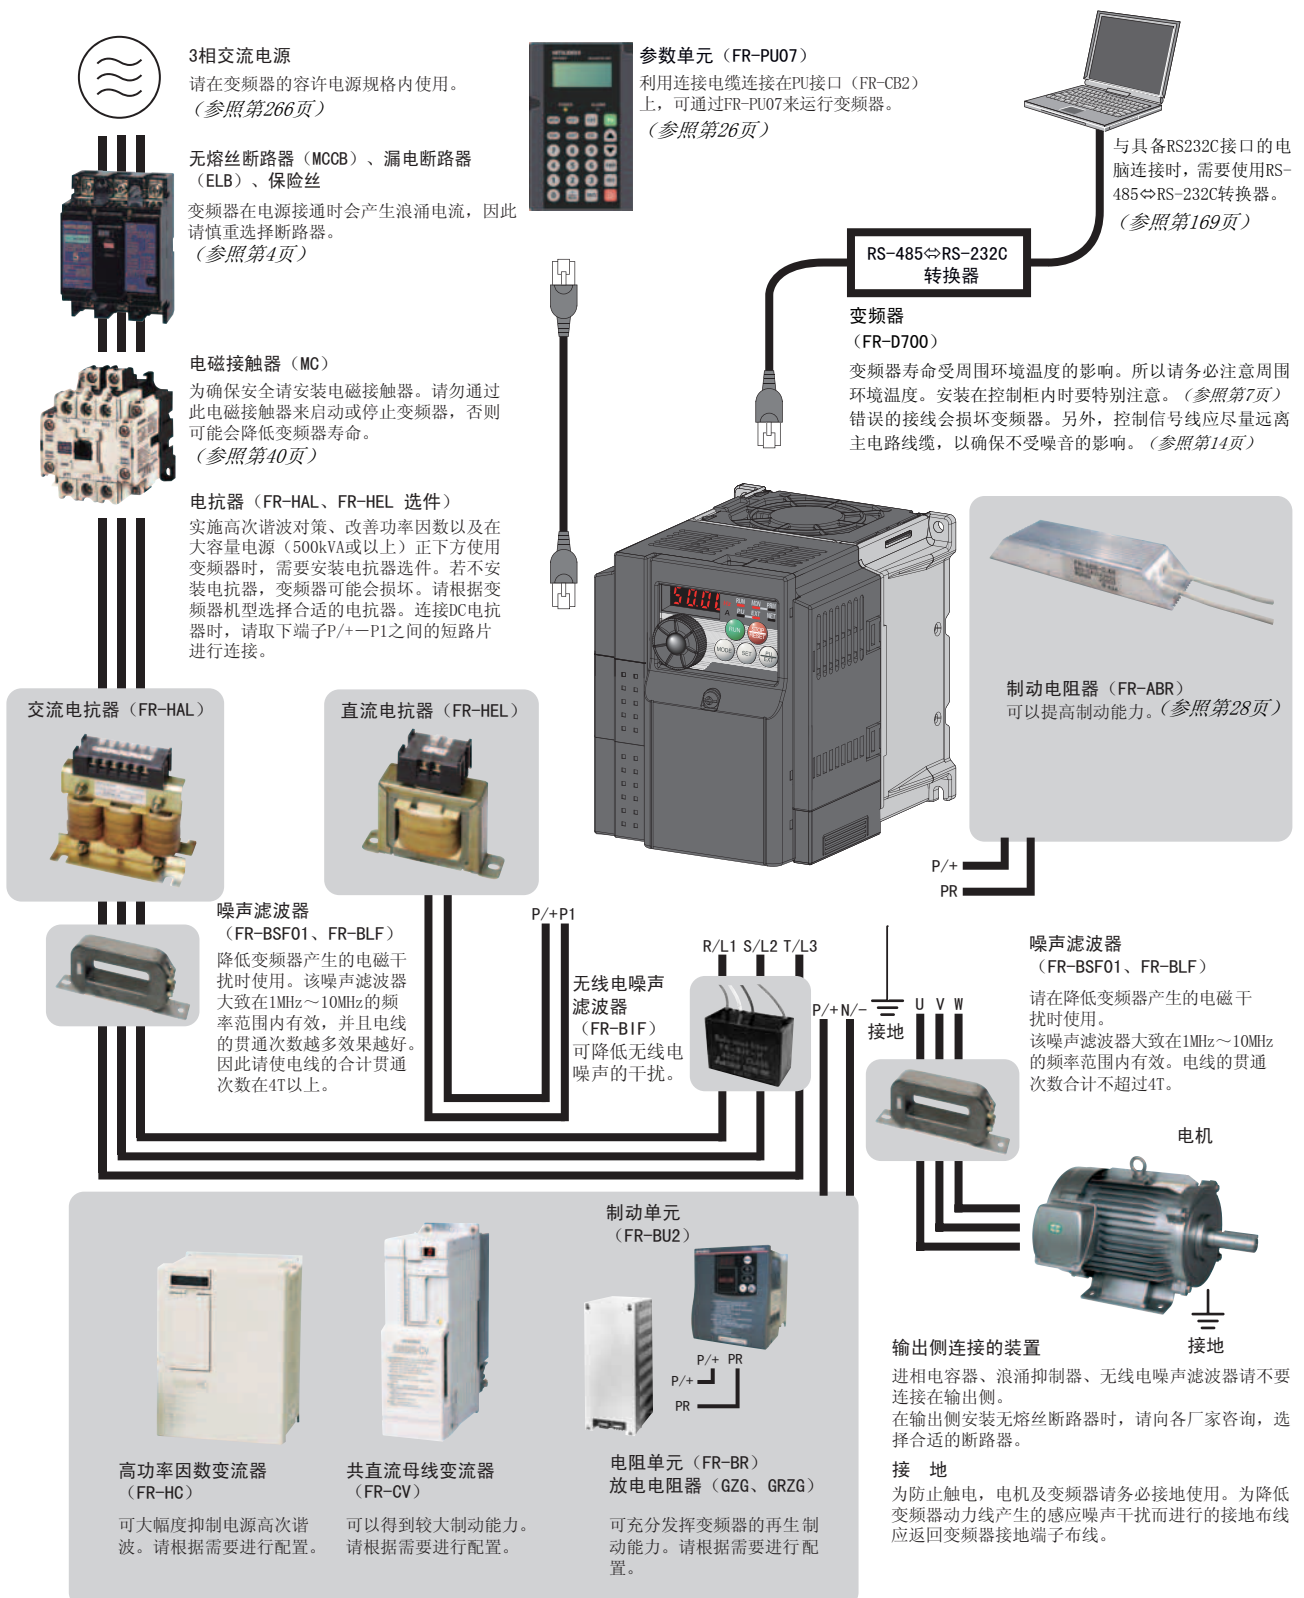 3相交流电源
请在变频器的容许电源规格内使用。
（参照第266页）
无熔丝断路器（MCCB）、漏电断路器
（ELB）、保险丝
变频器在电源接通时会产生浪涌电流，因此
请慎重选择断路器。
（参照第4页）
电磁接触器（MC）
为确保安全请安装电磁接触器。请勿通过
此电磁接触器来启动或停止变频器，否则
可能会降低变频器寿命。
（参照第40页）
电抗器（FR-HAL、FR-HEL 选件）
实施高次谐波对策、改善功率因数以及在
大容量电源（500kVA或以上）正下方使用
变频器时，需要安装电抗器选件。若不安
装电抗器，变频器可能会损坏。请根据变
频器机型选择合适的电抗器。连接DC电抗
器时，请取下端子P/+－P1之间的短路片
进行连接。
参数单元（FR-PU07）
利用连接电缆连接在PU接口（FR-CB2）
上，可通过FR-PU07来运行变频器。
（参照第26页）
与具备RS232C接口的电
脑连接时，需要使用RS-
485⇔RS-232C转换器。
（参照第169页）
RS-485⇔RS-232C
转换器
变频器
（FR-D700）
变频器寿命受周围环境温度的影响。所以请务必注意周围
环境温度。安装在控制柜内时要特别注意。（参照第7页）
错误的接线会损坏变频器。另外，控制信号线应尽量远离
主电路线缆，以确保不受噪音的影响。（参照第14页）
50.01
RUN
MODE
SET
制动电阻器（FR-ABR）
可以提高制动能力。（参照第28页）
P/+
PR
交流电抗器（FR-HAL）
直流电抗器（FR-HEL）
噪声滤波器
（FR-BSF01、FR-BLF）
降低变频器产生的电磁干
扰时使用。该噪声滤波器
大致在1MHz～10MHz的频
率范围内有效，并且电线
的贯通次数越多效果越好。
因此请使电线的合计贯通
次数在4T以上。
P/+P1
无线电噪声
滤波器
（FR-BIF）
可降低无线电
噪声的干扰。
R/L1 S/L2 T/L3
P/+N/-
接地
U V W
噪声滤波器
（FR-BSF01、FR-BLF）
请在降低变频器产生的电磁干
扰时使用。
该噪声滤波器大致在1MHz～10MHz
的频率范围内有效。电线的贯通
次数合计不超过4T。
电机
接地
制动单元
（FR-BU2）
P/+ PR
P/+
PR
高功率因数变流器
（FR-HC）
可大幅度抑制电源高次谐
波。请根据需要进行配置。
共直流母线变流器
（FR-CV）
可以得到较大制动能力。
请根据需要进行配置。
电阻单元（FR-BR）
放电电阻器（GZG、GRZG）
可充分发挥变频器的再生制
动能力。请根据需要进行配
置。
输出侧连接的装置
进相电容器、浪涌抑制器、无线电噪声滤波器请不要
连接在输出侧。
在输出侧安装无熔丝断路器时，请向各厂家咨询，选
择合适的断路器。
接　地
为防止触电，电机及变频器请务必接地使用。为降低
变频器动力线产生的感应噪声干扰而进行的接地布线
应返回变频器接地端子布线。